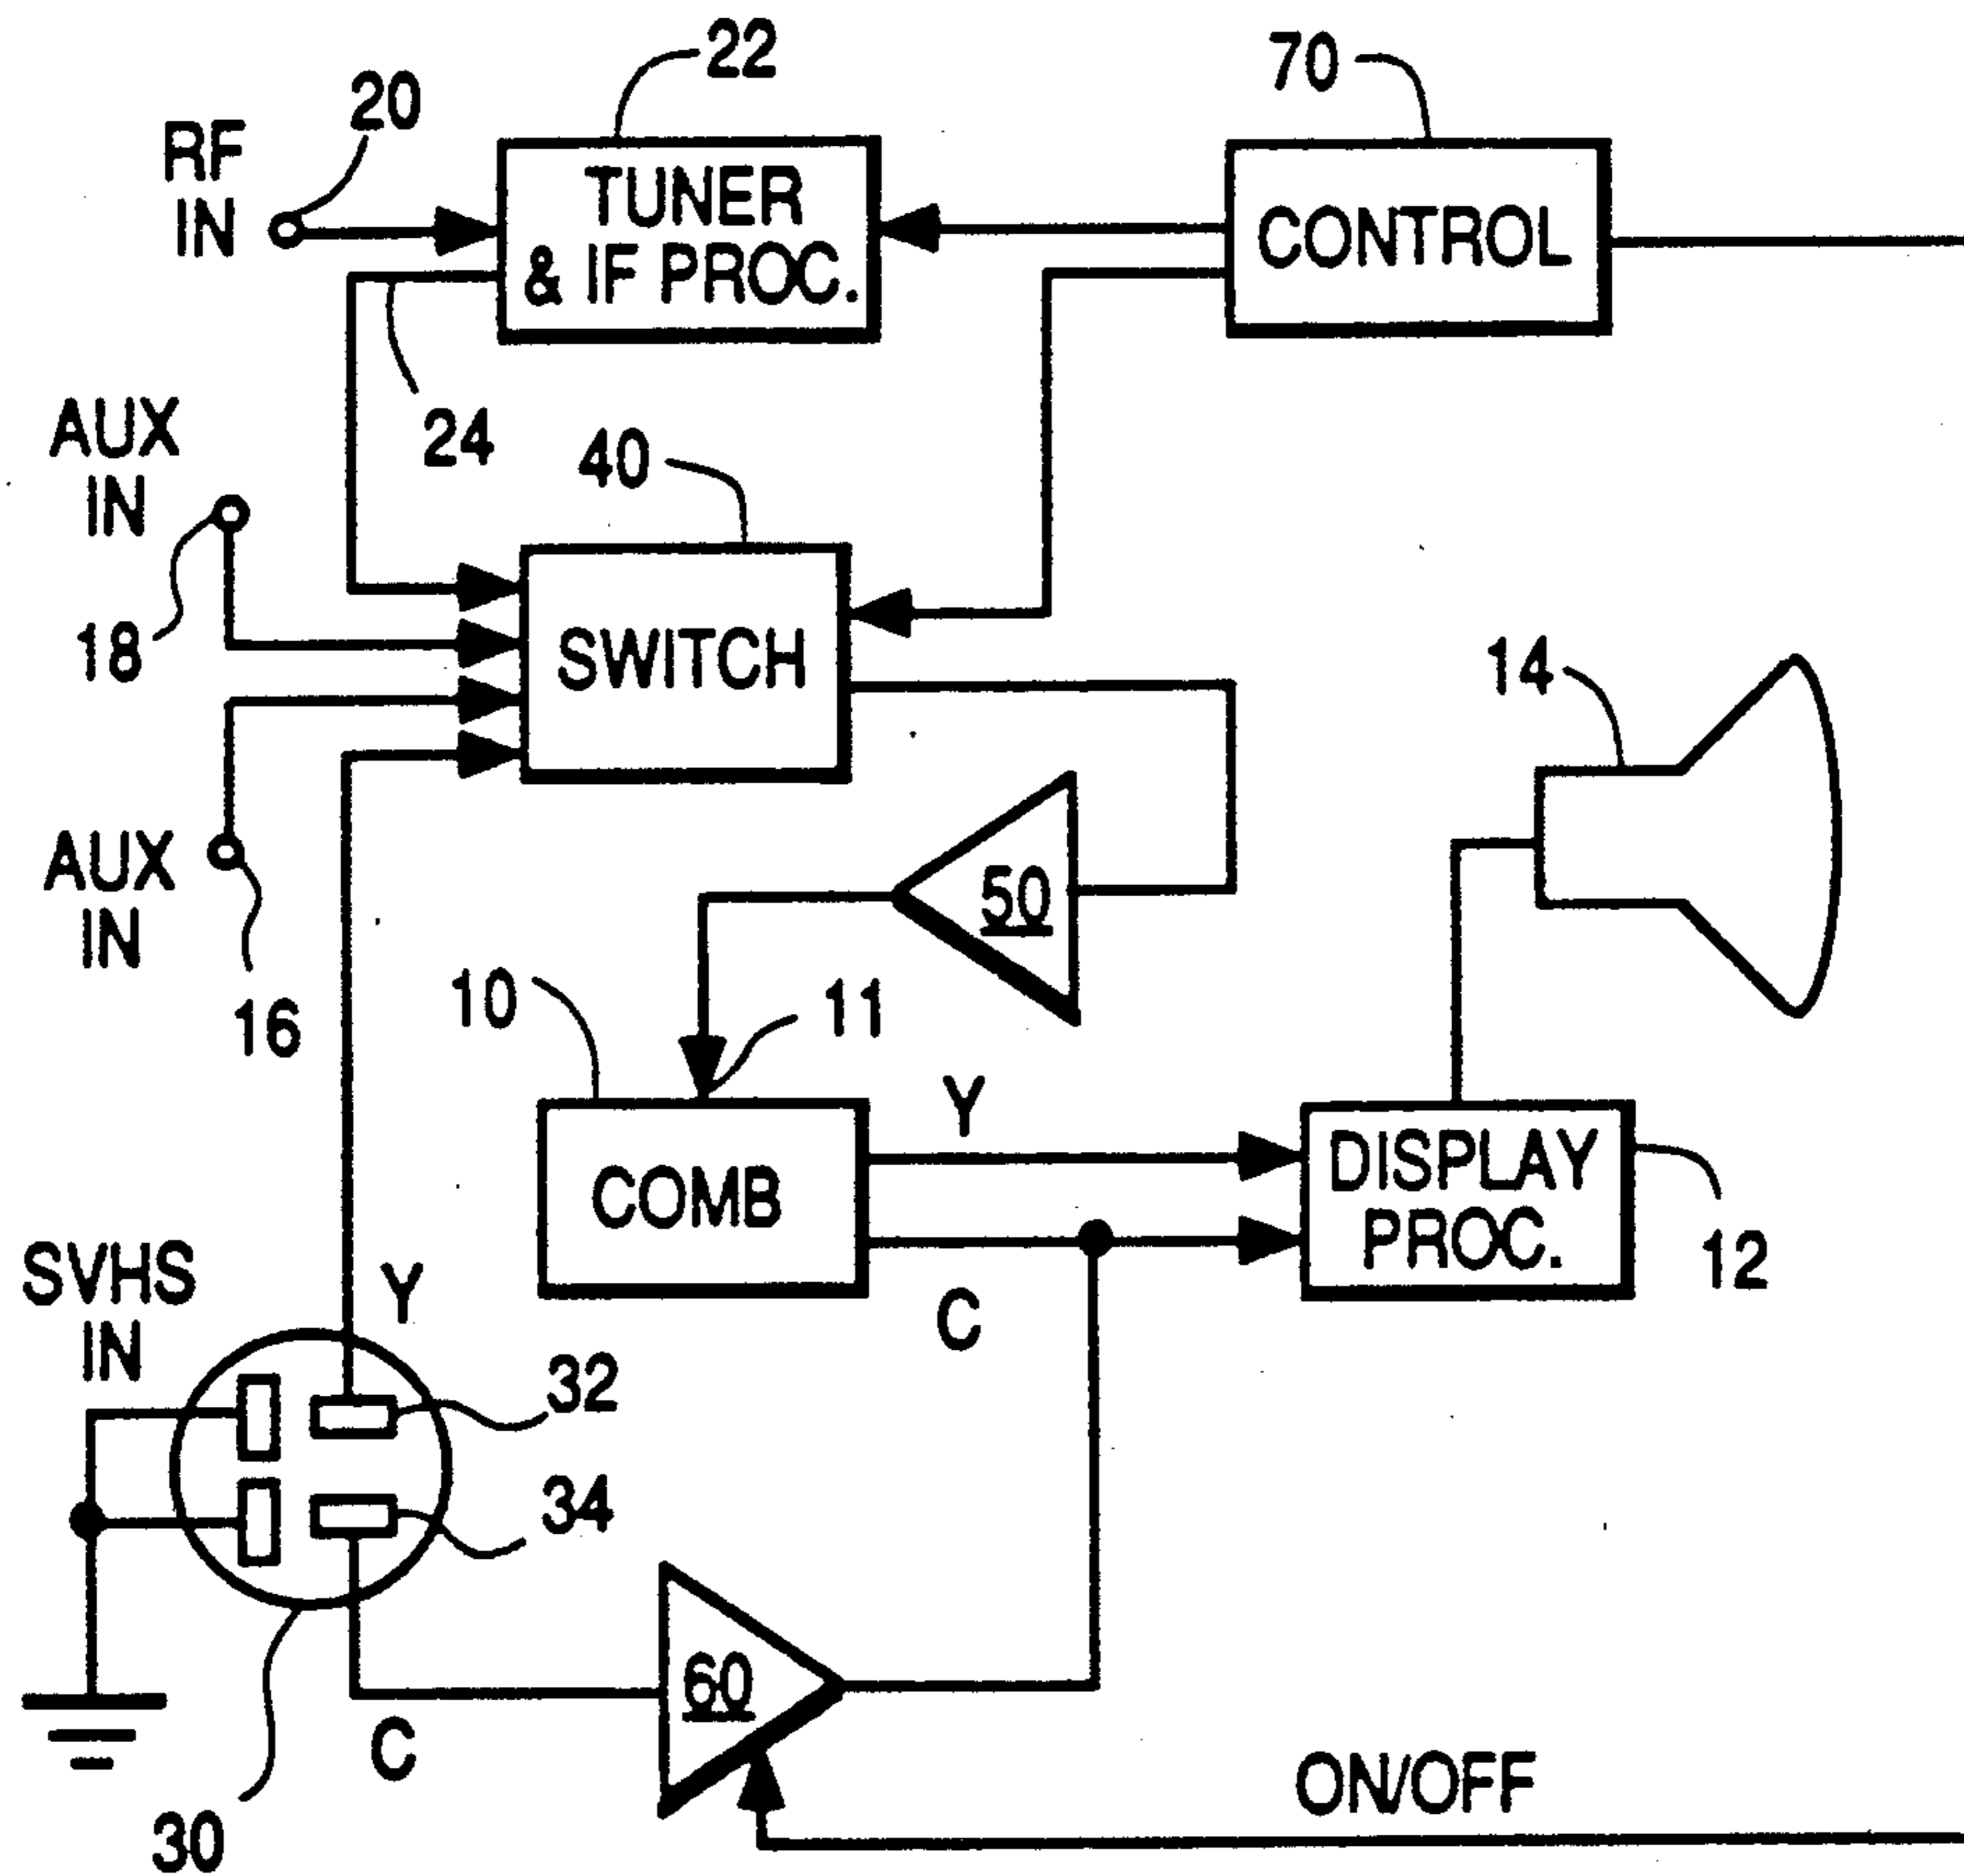 22
70
20
RF
IN
TUNER
& IF PROC.
CONTROL
AUX
IN
24
40
18
SWITCH
14
AUX
IN
50
16
10
11
Y
COMB
DISPLAY
PROC.
12
SVHS
IN
Y
C
32
34
60
C
ON/OFF
30